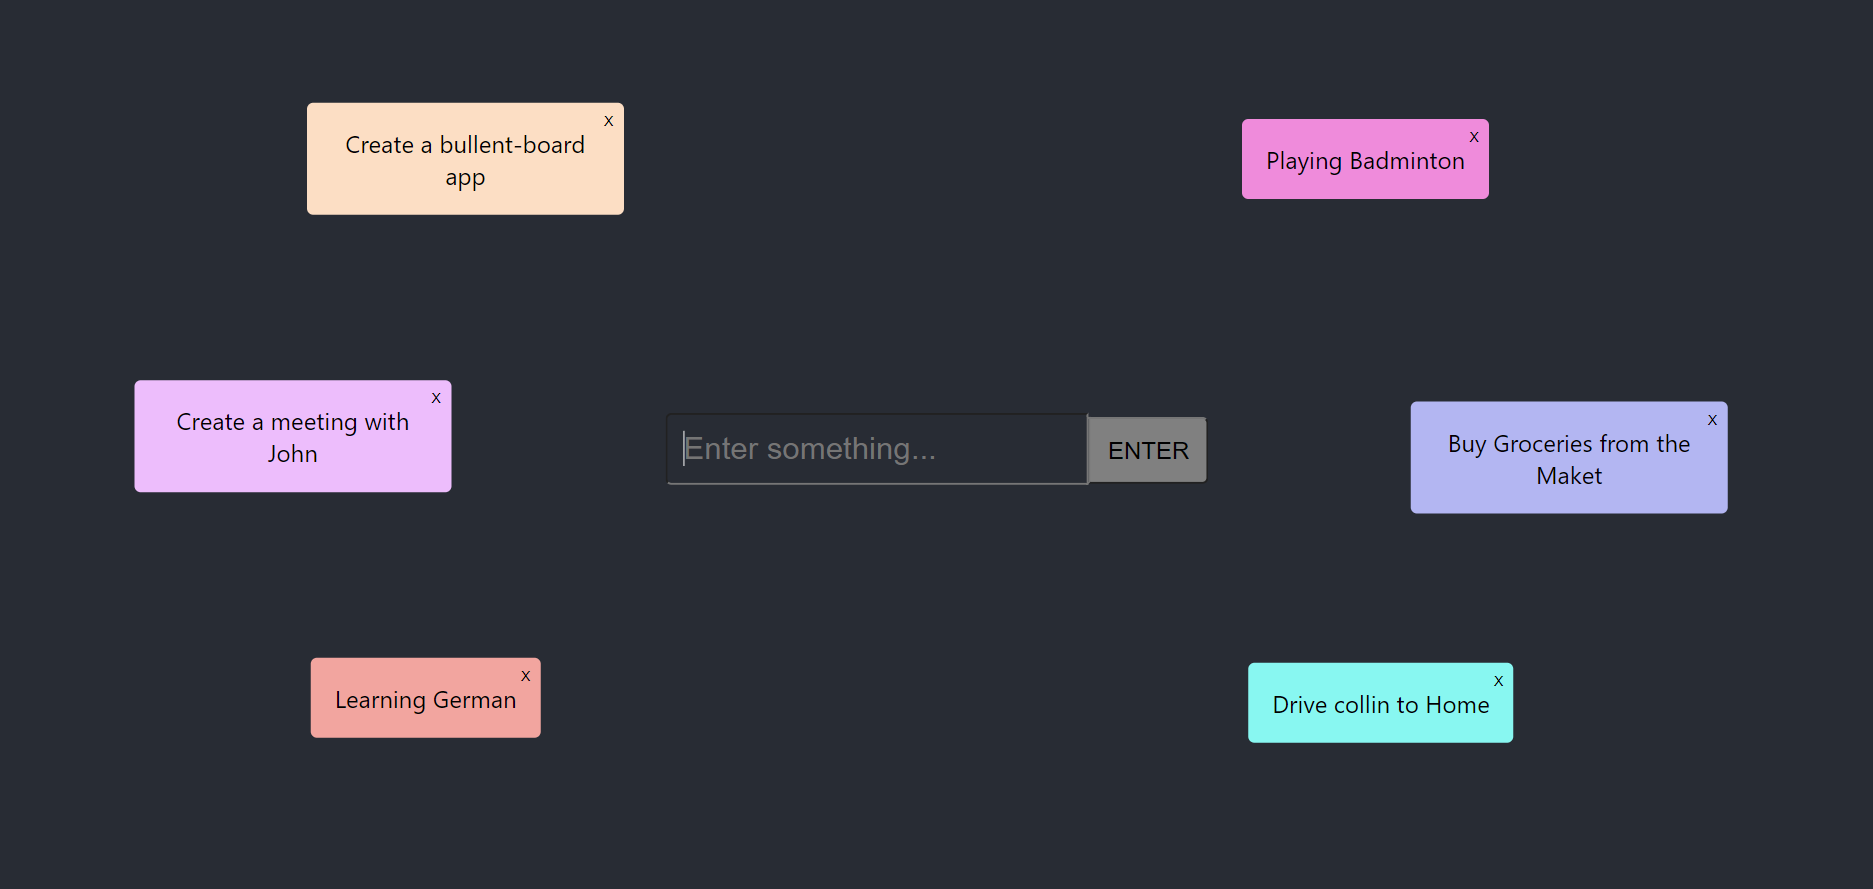 x
Create a bullent-board
app
x
Playing Badminton
x
Create a meeting with
John
Enter something...
ENTER
x
Buy Groceries from the
Maket
x
Learning German
x
Drive collin to Home